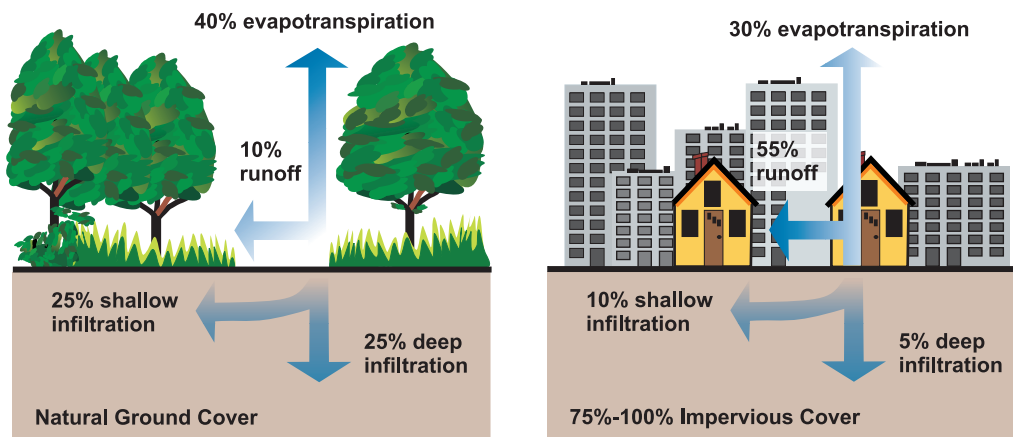 40% evapotranspiration
10%
runoff
25% shallow
infiltration
25% deep
infiltration
Natural Ground Cover
30% evapotranspiration
55%
runoff
10% shallow
infiltration
5% deep
infiltration
75%-100% Impervious Cover